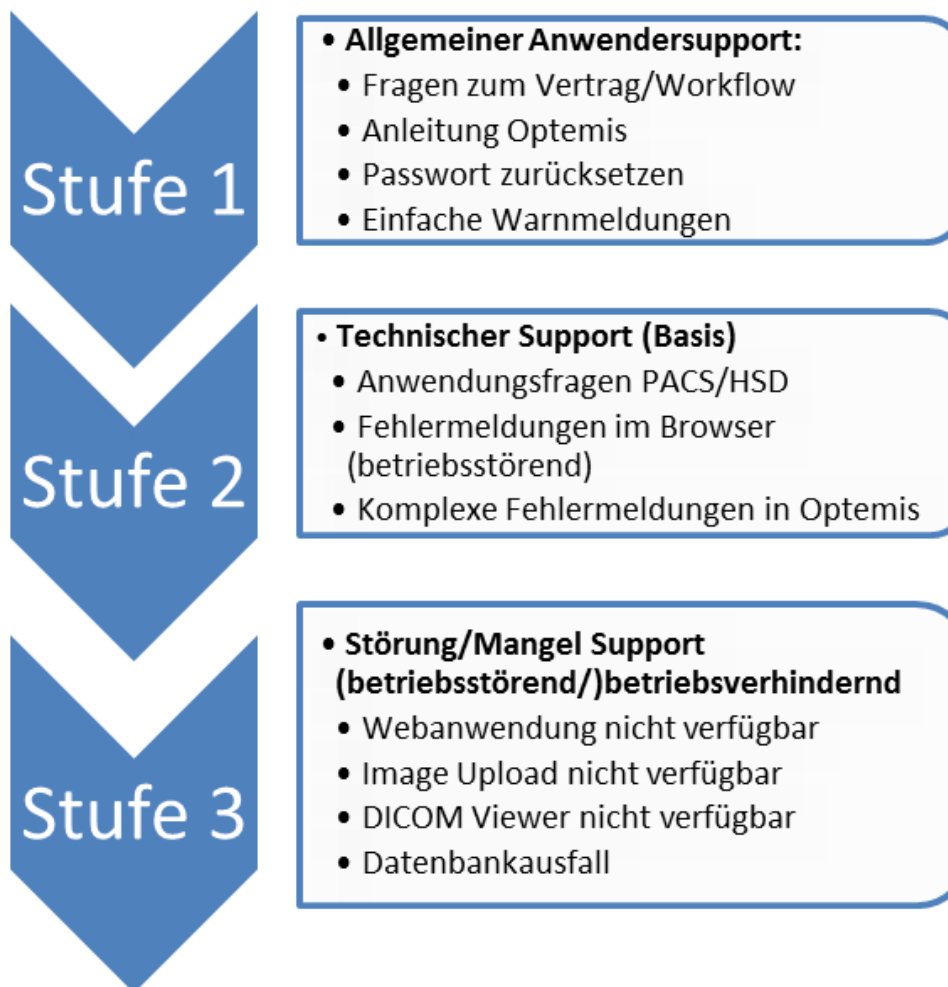 Stufe 1
• Allgemeiner Anwendersupport:
• Fragen zum Vertrag/Workflow
• Anleitung Optemis
• Passwort zurücksetzen
• Einfache Warnmeldungen
Stufe 2
• Technischer Support (Basis)
• Anwendungsfragen PACS/HSD
• Fehlermeldungen im Browser
(betriebsstörend)
• Komplexe Fehlermeldungen in Optemis
Stufe 3
• Störung/Mangel Support
(betriebsstörend/)betriebsverhindernd
• Webanwendung nicht verfügbar
• Image Upload nicht verfügbar
• DICOM Viewer nicht verfügbar
• Datenbankausfall